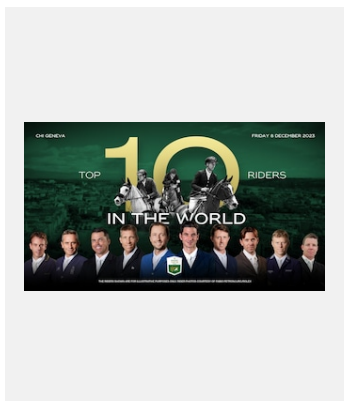 CHI GENEVA
FRIDAY 8 DECEMBER 2023
TOP 10 RIDERS
IN THE WORLD